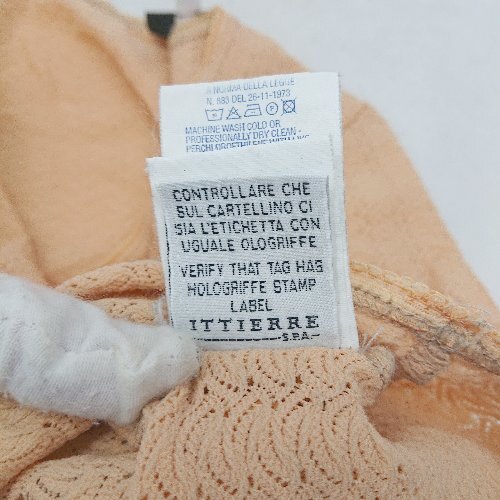 A NORMA DELLA LEGGE
N. 883 DEL 26-11-1973
MACHINE WASH COLD OR
PROFESSIONALLY DRY CLEAN -
CONTROLLARE CHE
SUL CARTELLINO CI
SIA L'ETICHETTA CON
UGUALE OLOGRIFFE
VERIFY THAT TAG HAS
HOLOGRIFFE STAMP
LABEL
ITTIERRE
S.P.A.